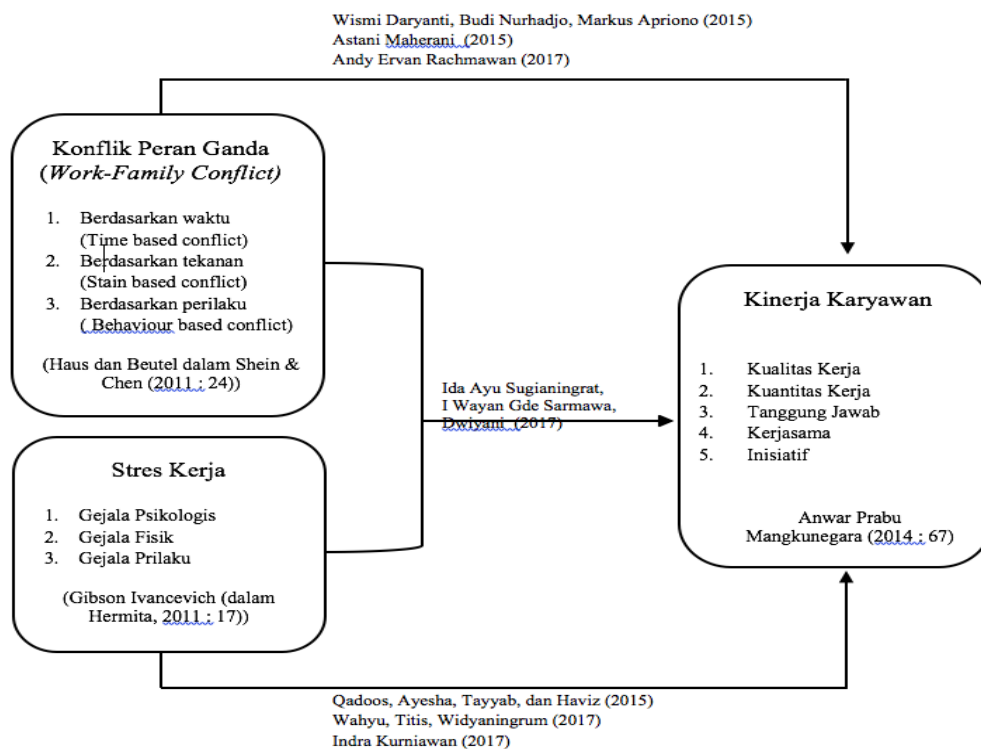 Wismi Daryanti, Budi Nurhadjo, Markus Apriono (2015)
Astani Maherani (2015)
Andy Ervan Rachmawan (2017)
Konflik Peran Ganda
(Work-Family Conflict)
1. Berdasarkan waktu
(Time based conflict)
2. Berdasarkan tekanan
(Stain based conflict)
3. Berdasarkan perilaku
( Behaviour based conflict)
(Haus dan Beutel dalam Shein &
Chen (2011 : 24))
Ida Ayu Sugianingrat,
I Wayan Gde Sarmawa,
Dwiyani (2017)
Stres Kerja
1. Gejala Psikologis
2. Gejala Fisik
3. Gejala Prilaku
(Gibson Ivancevich (dalam
Hermita, 2011 : 17))
Kinerja Karyawan
1. Kualitas Kerja
2. Kuantitas Kerja
3. Tanggung Jawab
4. Kerjasama
5. Inisiatif
Anwar Prabu
Mangkunegara (2014 : 67)
Qadoos, Ayesha, Tayyab, dan Haviz (2015)
Wahyu, Titis, Widyaningrum (2017)
Indra Kurniawan (2017)